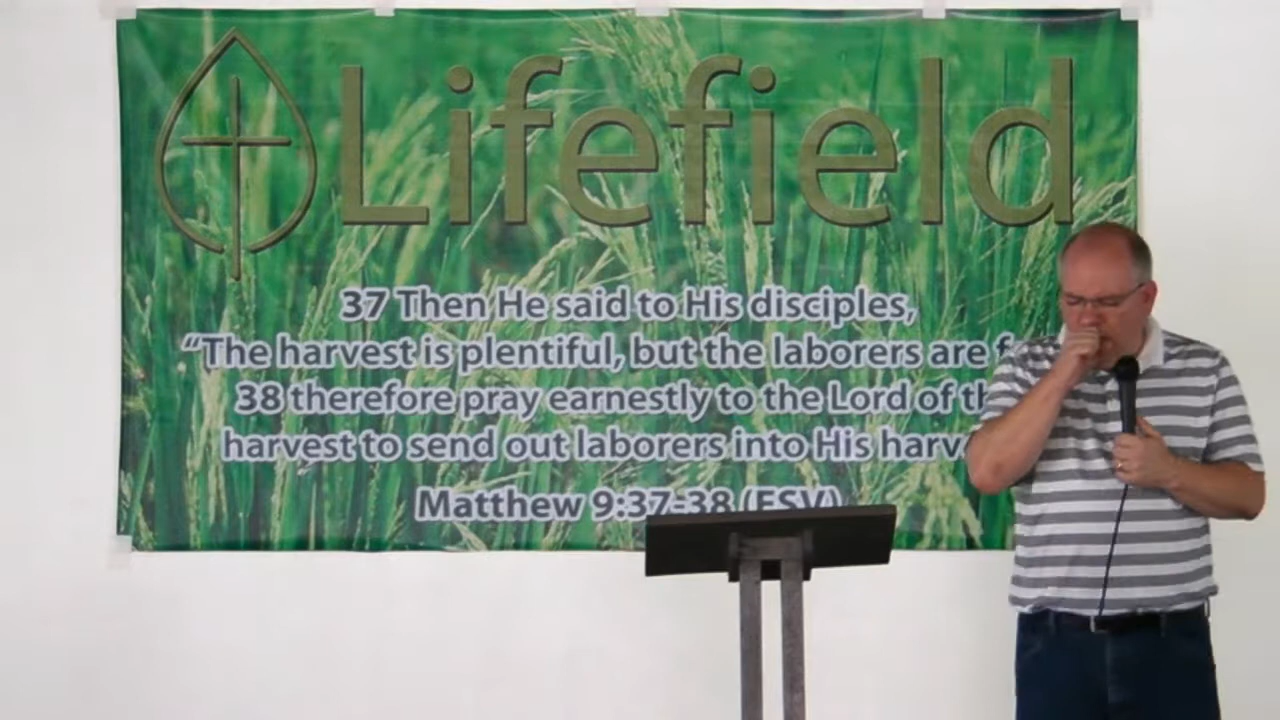 Lifefield
37 Then He said to His disciples,
“The harvest is plentiful, but the laborers are
38 therefore pray earnestly to the Lord of
harvest to send out laborers into His
Matthew 9:37-38 (ESV)